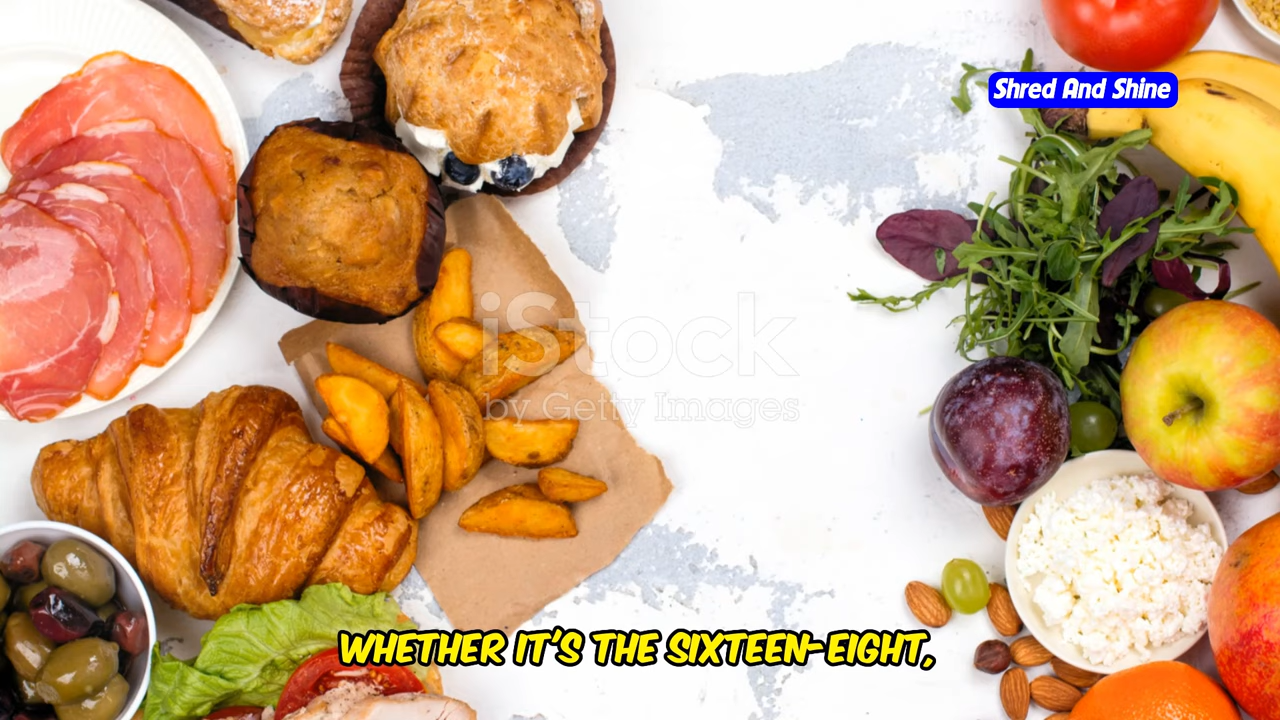 Shred And Shine
iStock
by Getty Images
WHETHER IT'S THE SIXTEEN-EIGHT,